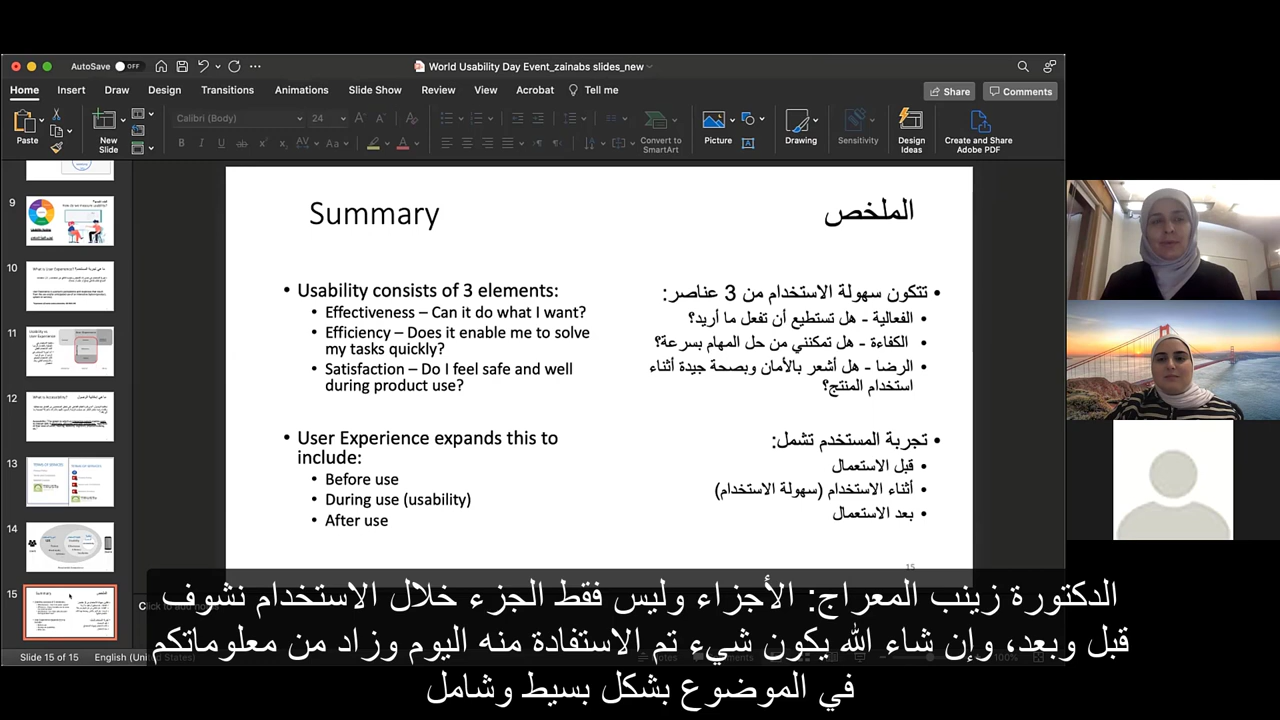 AutoSave OFF
World Usability Day Event_zainabs slides_new
Home Insert Draw Design Transitions Animations Slide Show Review View Acrobat Tell me
Share Comments
Calibri (Body) 24
Paste
New Slide
Convert to SmartArt
Picture
Drawing
Sensitivity
Design Ideas
Create and Share Adobe PDF
9
10
11
12
13
14
15
Summary
الملخص
Usability consists of 3 elements:
Effectiveness – Can it do what I want?
Efficiency – Does it enable me to solve
my tasks quickly?
Satisfaction – Do I feel safe and well
during product use?
User Experience expands this to
include:
Before use
During use (usability)
After use
تتكون سهولة الاستخدام من 3 عناصر:
الفعالية - هل تستطيع أن تفعل ما أريد؟
الكفاءة - هل تمكنني من حل المهام بسرعة؟
الرضا - هل أشعر بالأمان وبصحة جيدة أثناء
استخدام المنتج؟
تجربة المستخدم تشمل:
قبل الاستعمال
أثناء الاستخدام (سهولة الاستخدام)
بعد الاستعمال
15
الدكتورة زينب المعراج: الأجزاء وليس فقط الجزء خلال الاستخدام نشوف
قبل وبعد، وإن شاء الله يكون شيء تم الاستفادة منه اليوم وزاد من معلوماتكم
في الموضوع بشكل بسيط وشامل
Slide 15 of 15 English (United States)